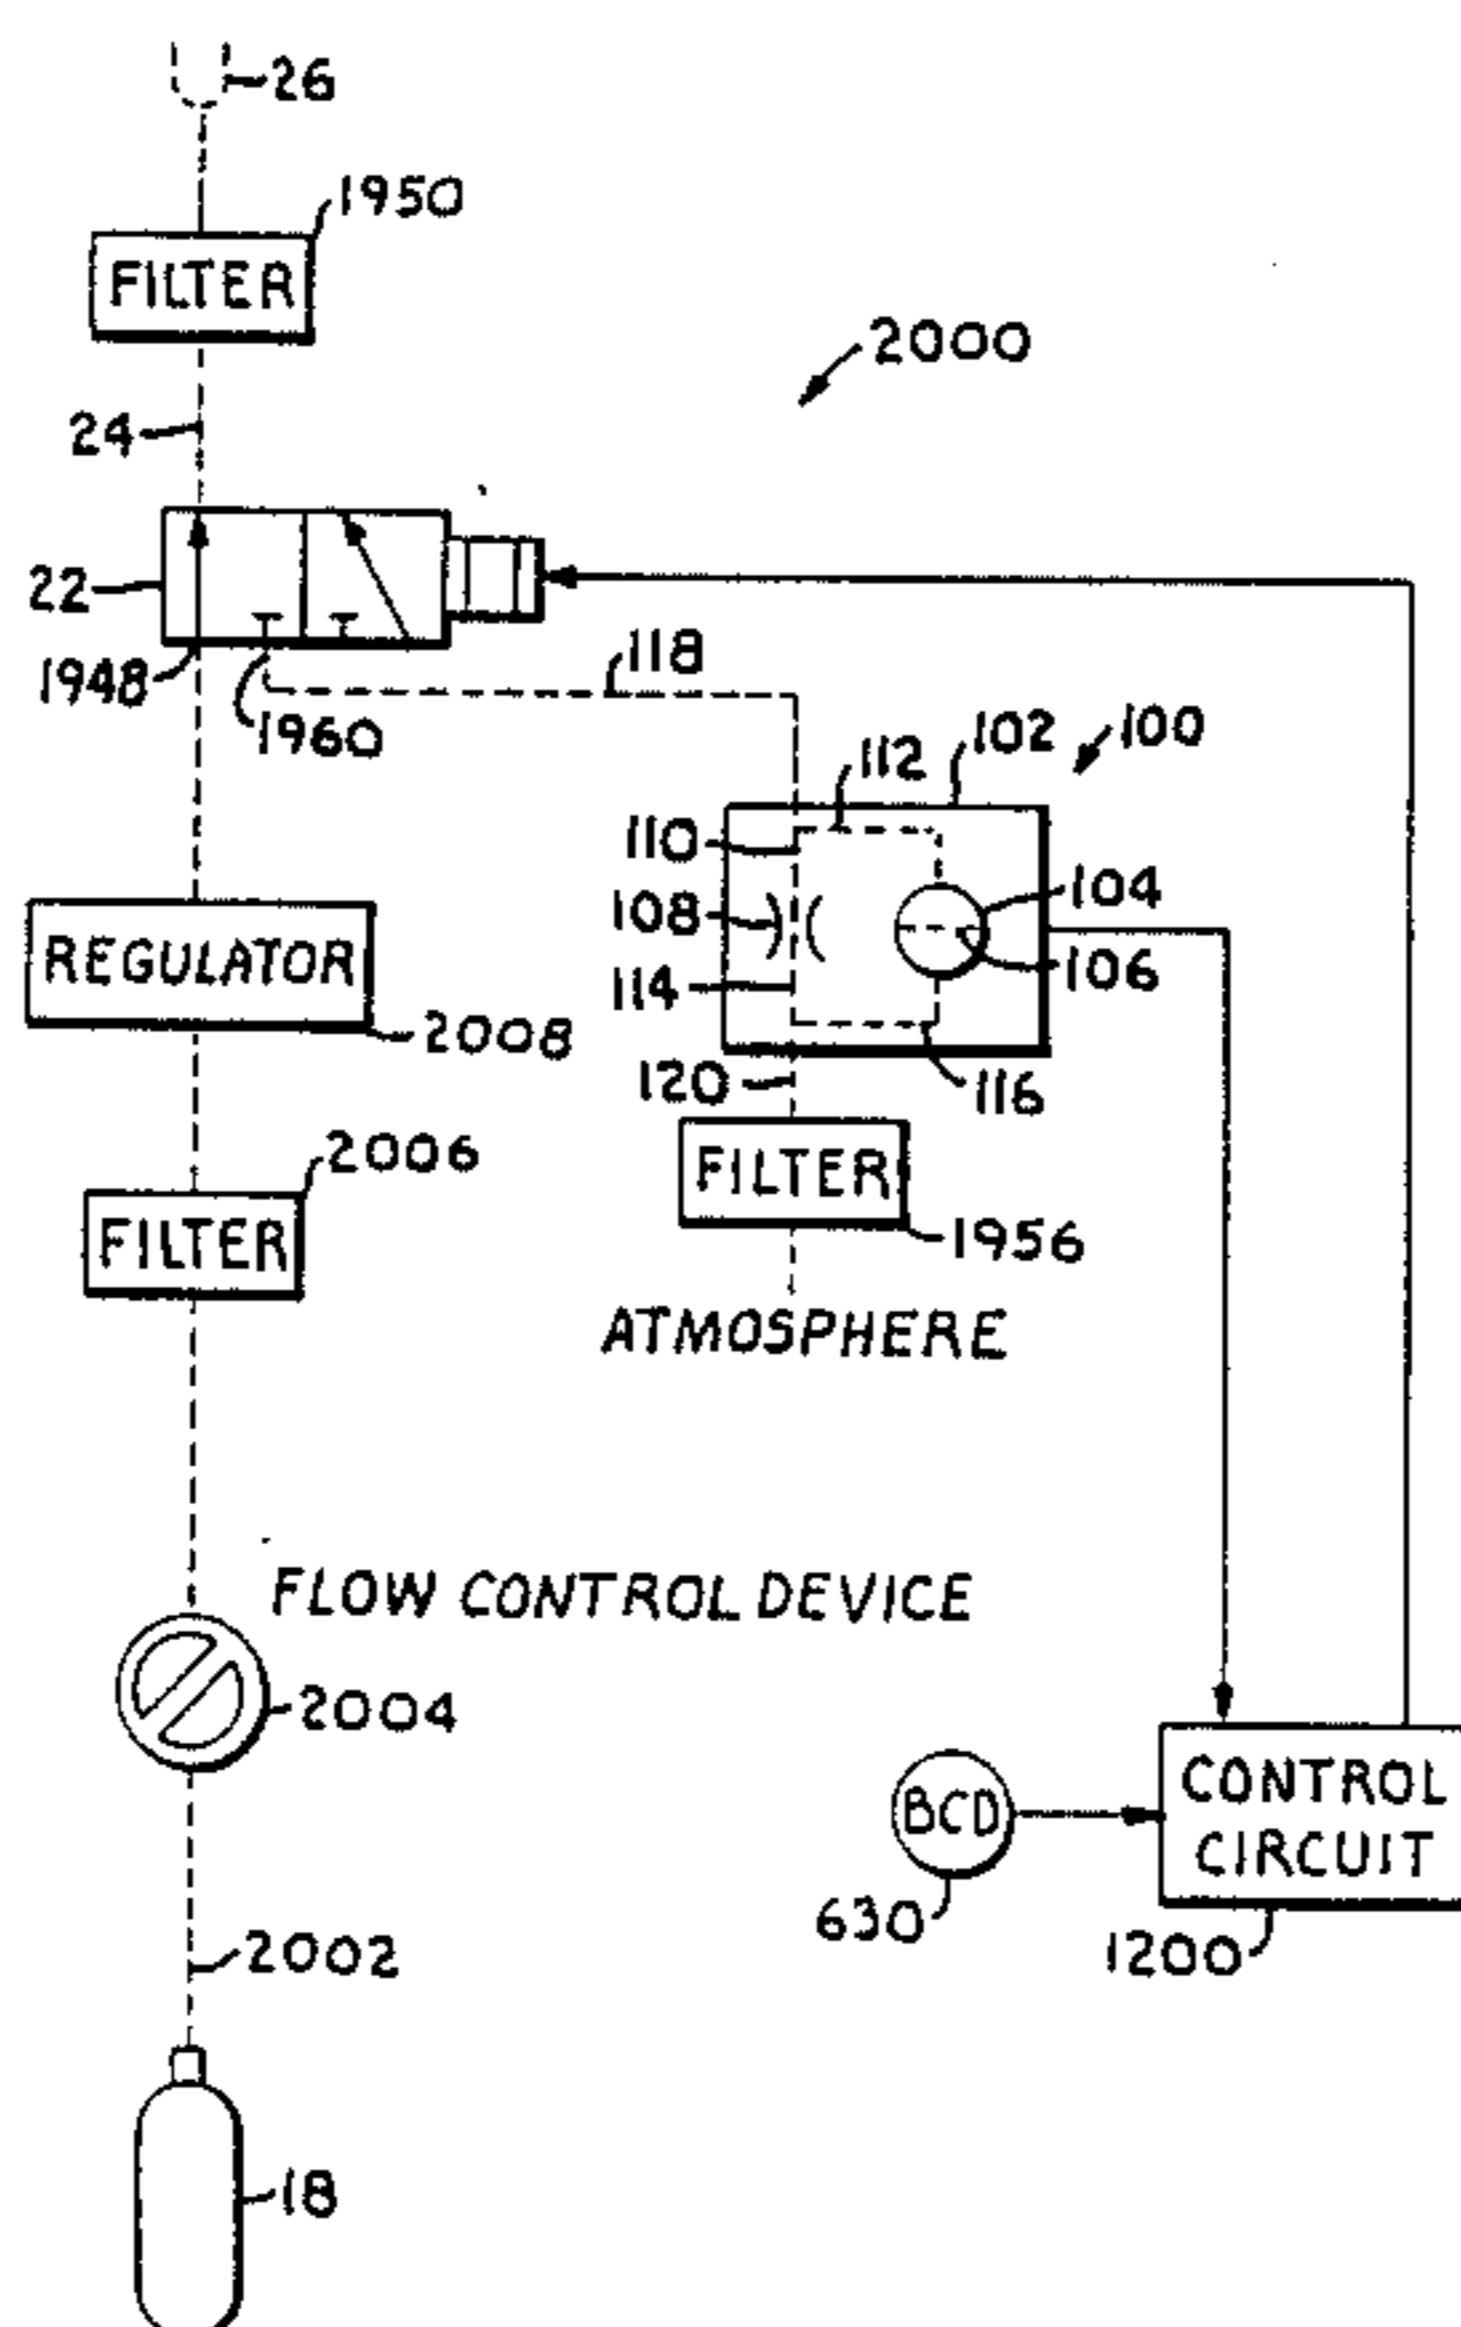 26
1950
FILTER
2000
24
22
1948
118
1960
102
100
112
110
104
108
106
114
REGULATOR
2008
120
116
2006
FILTER
1956
FILTER
ATMOSPHERE
FLOW CONTROL DEVICE
2004
BCD
CONTROL
CIRCUIT
630
1200
2002
18